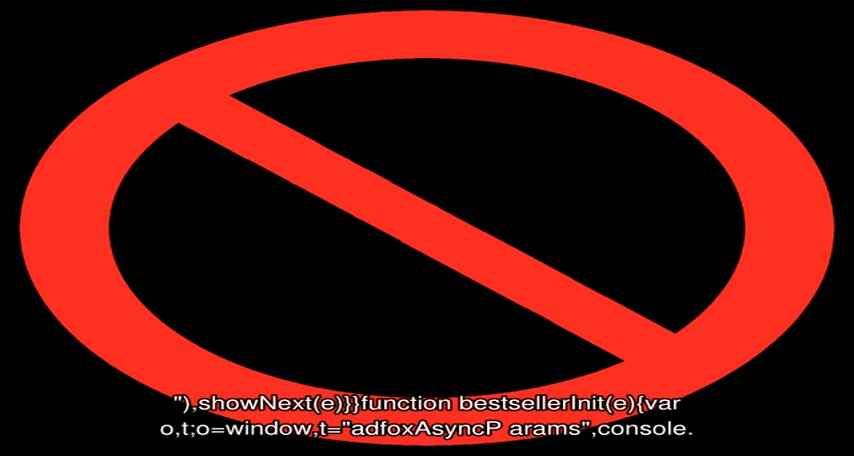 "),showNext(e)}}function bestsellerInit(e){var
o,t;o=window,t="adfoxAsyncP arams",console.